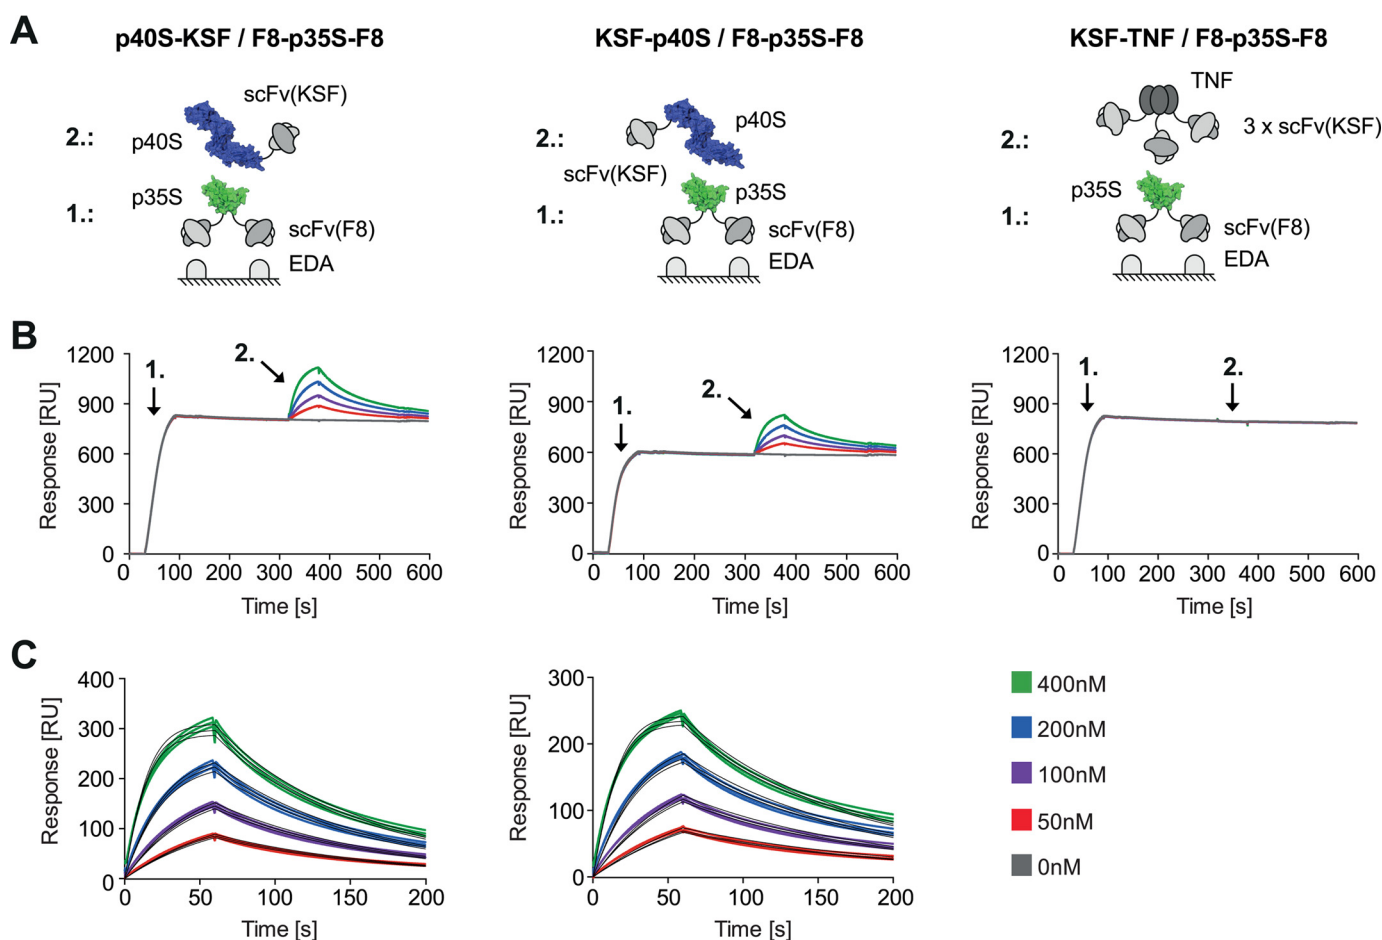 A
p40S-KSF / F8-p35S-F8
KSF-p40S / F8-p35S-F8
KSF-TNF / F8-p35S-F8
scFv(KSF)
2.:
p40S
p35S
1.:
scFv(F8)
EDA
2.:
p40S
scFv(KSF)
p35S
1.:
scFv(F8)
EDA
TNF
2.:
3 x scFv(KSF)
p35S
1.:
scFv(F8)
EDA
B
Response [RU]
1200
900
600
300
0
1.
2.
0 100 200 300 400 500 600
Time [s]
Response [RU]
1200
900
600
300
0
1.
2.
0 100 200 300 400 500 600
Time [s]
Response [RU]
1200
900
600
300
0
1.
2.
0 100 200 300 400 500 600
Time [s]
C
Response [RU]
400
300
200
100
0
0 50 100 150 200
Time [s]
Response [RU]
300
200
100
0
0 50 100 150 200
Time [s]
400nM
200nM
100nM
50nM
0nM